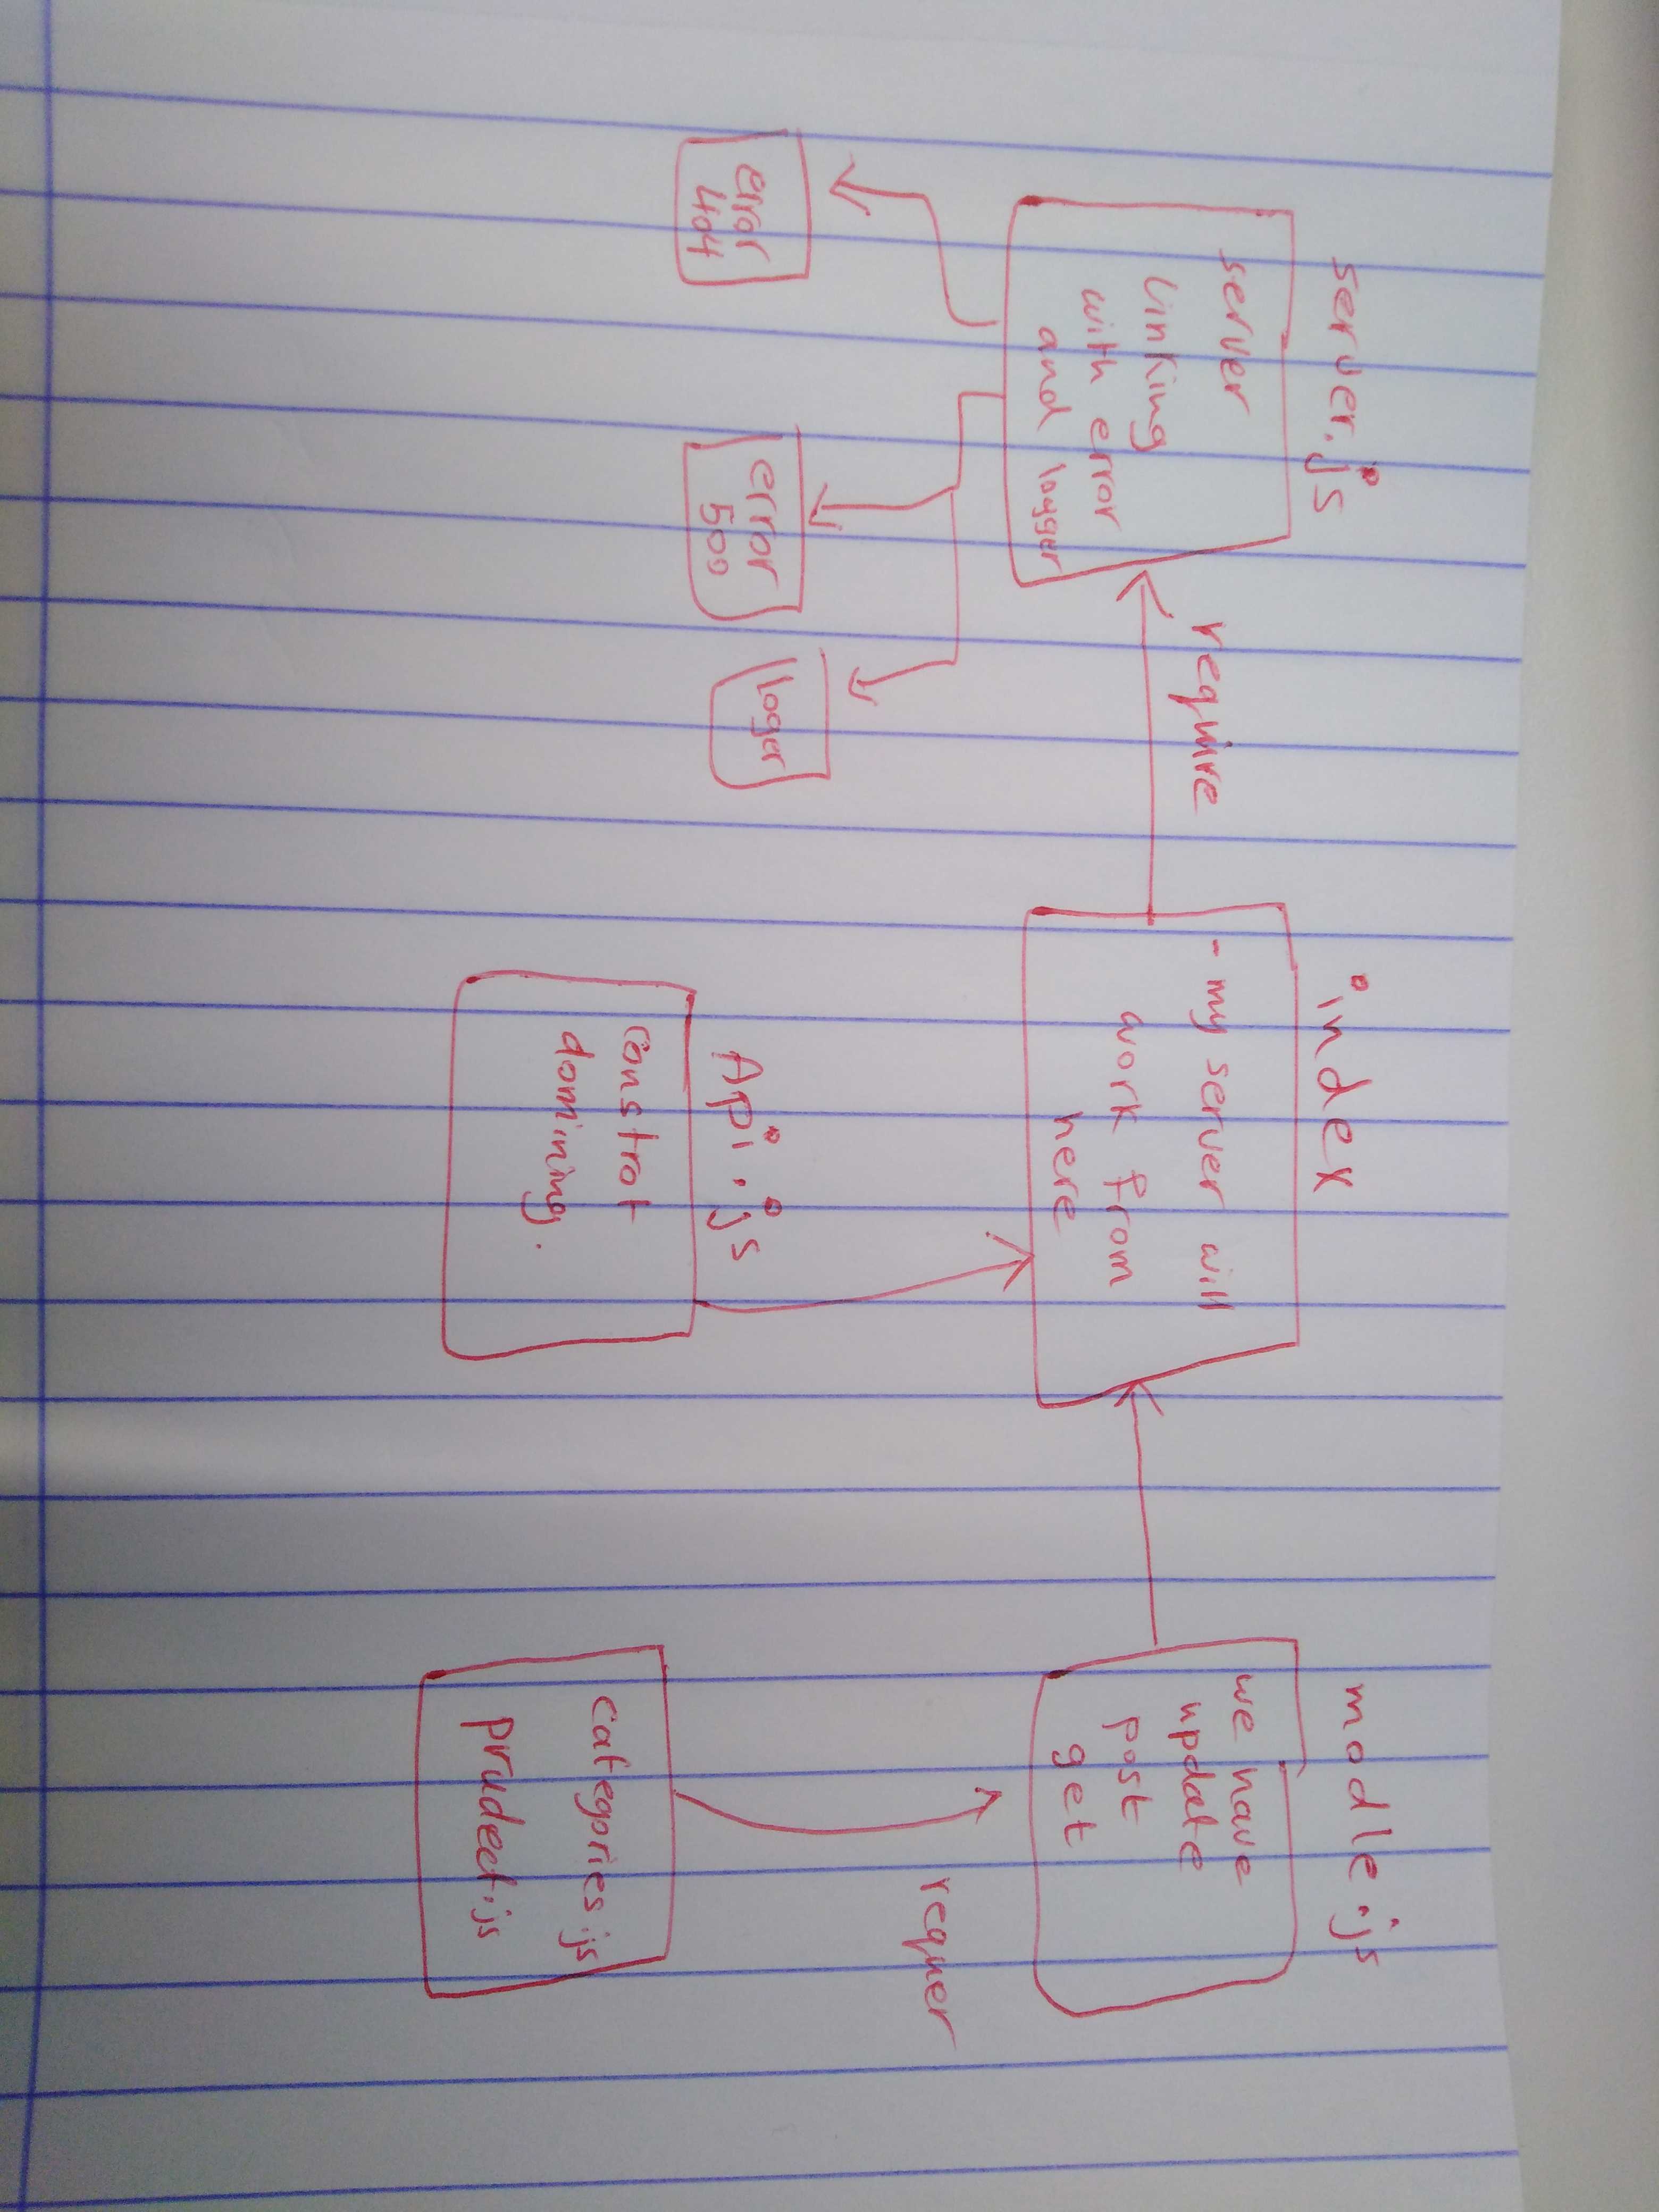 server.js
server
linking
with error
and logger
error
404
error
500
loger
require
index
- my server will
work from
here
Api.js
constrot
domining.
modle.js
we have
update
post
get
requier
categories.js
prudect.js